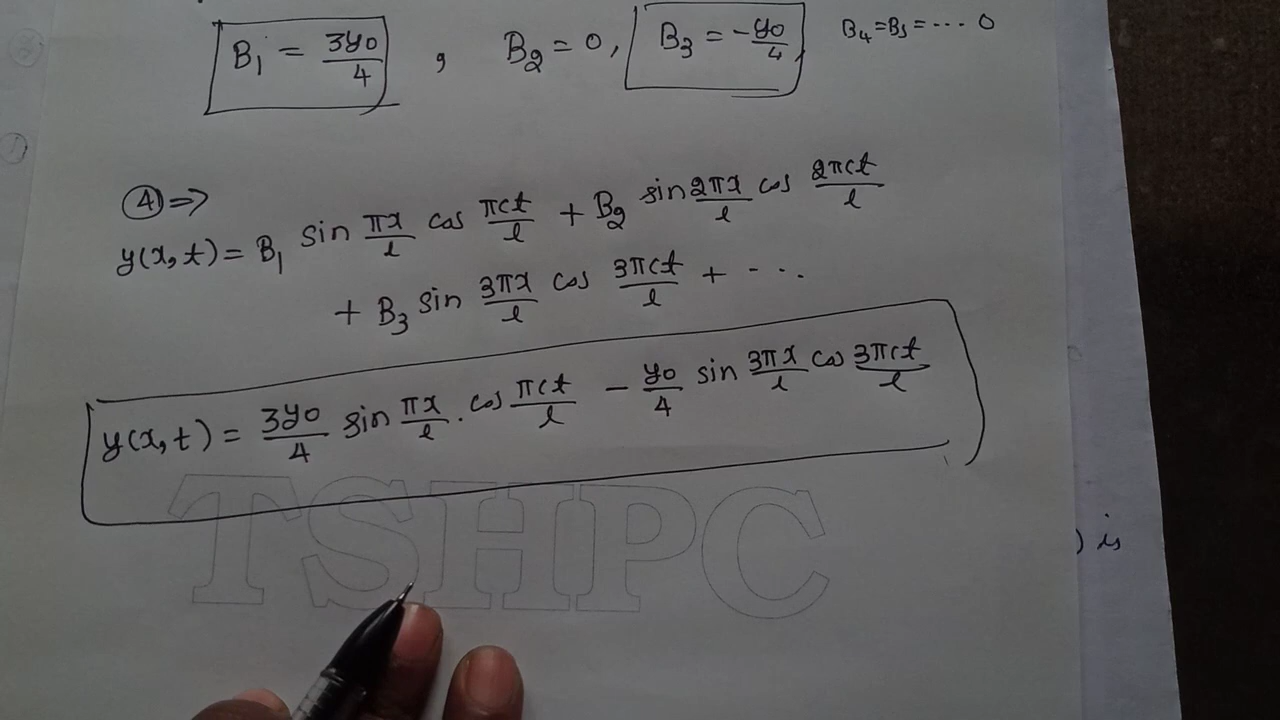 B₁ = 3y0/4 , B₂ = 0, B₃ = -y0/4 B₄ = B₅ = ---- 0
④ ⇒
y(x, t) = B₁ sin πx/l cos πct/l + B₂ sin 2πx/l cos 2πct/l
+ B₃ sin 3πx/l cos 3πct/l + - - - .
y(x, t) = 3y0/4 sin πx/l . cos πct/l - y0/4 sin 3πx/l cos 3πct/l
TSHPC
) is